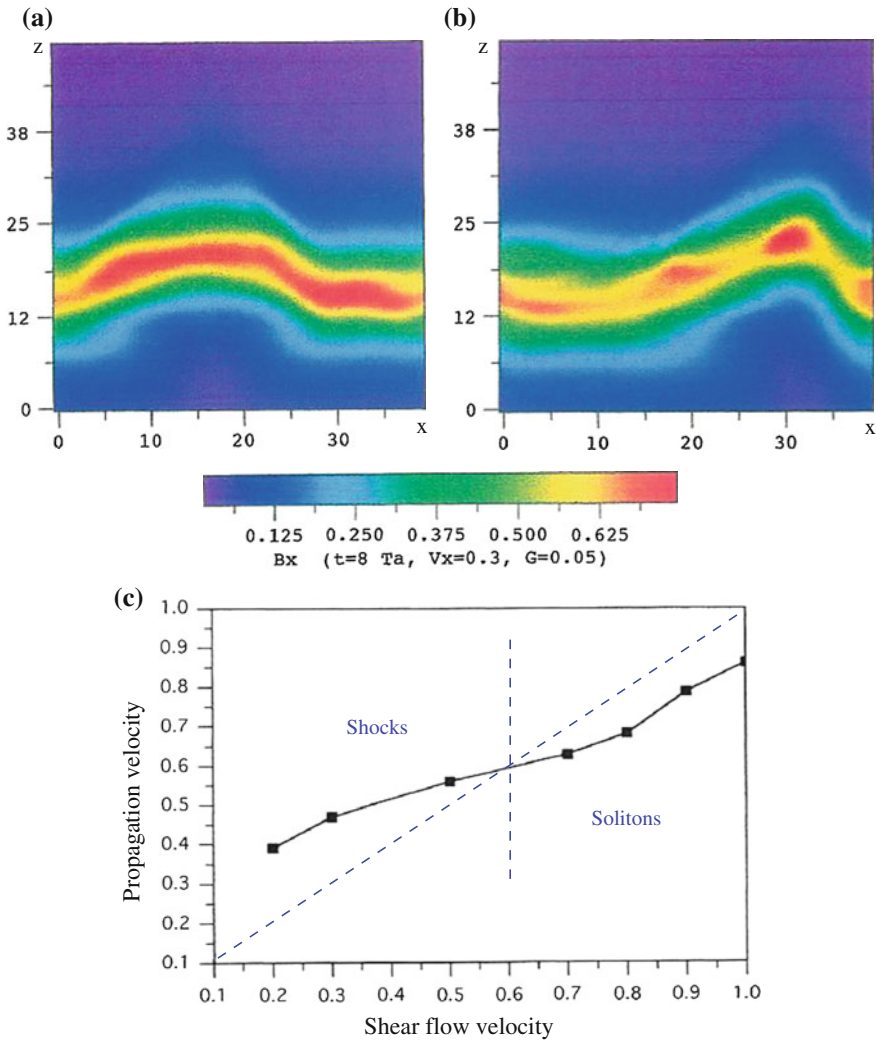 (a) (b)
z z
38 38
25 25
12 12
0 0
x x
0 10 20 30 0 10 20 30
0.125 0.250 0.375 0.500 0.625
Bx (t=8 Ta, Vx=0.3, G=0.05)
(c)
Propagation velocity
1.0
0.9
0.8
0.7
0.6
0.5
0.4
0.3
0.2
0.1
Shocks
Solitons
0.1 0.2 0.3 0.4 0.5 0.6 0.7 0.8 0.9 1.0
Shear flow velocity